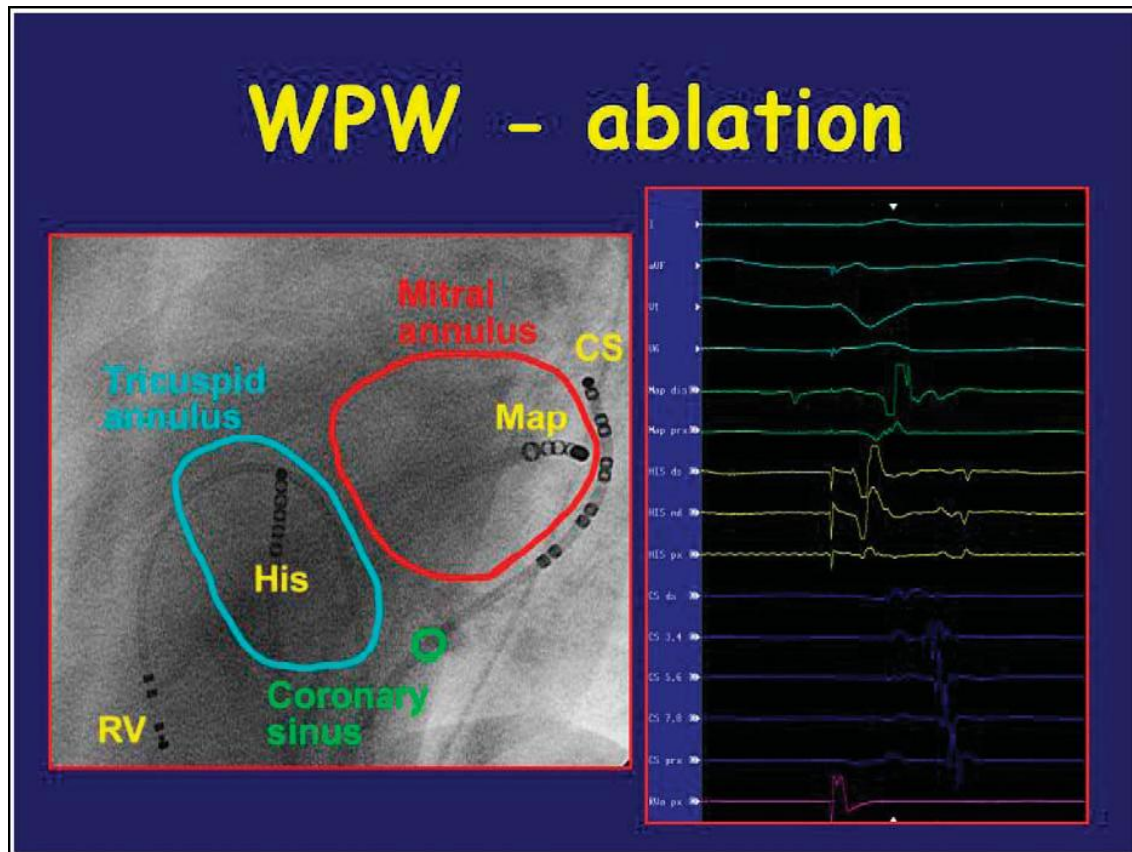 WPW - ablation
Mitral
annulus
CS
Tricuspid
annulus
Map
His
Coronary
sinus
RV
I
aVF
V1
V6
Map dis
Map prx
HIS ds
HIS md
HIS px
CS ds
CS 3,4
CS 5,6
CS 7,8
CS prx
RVa px